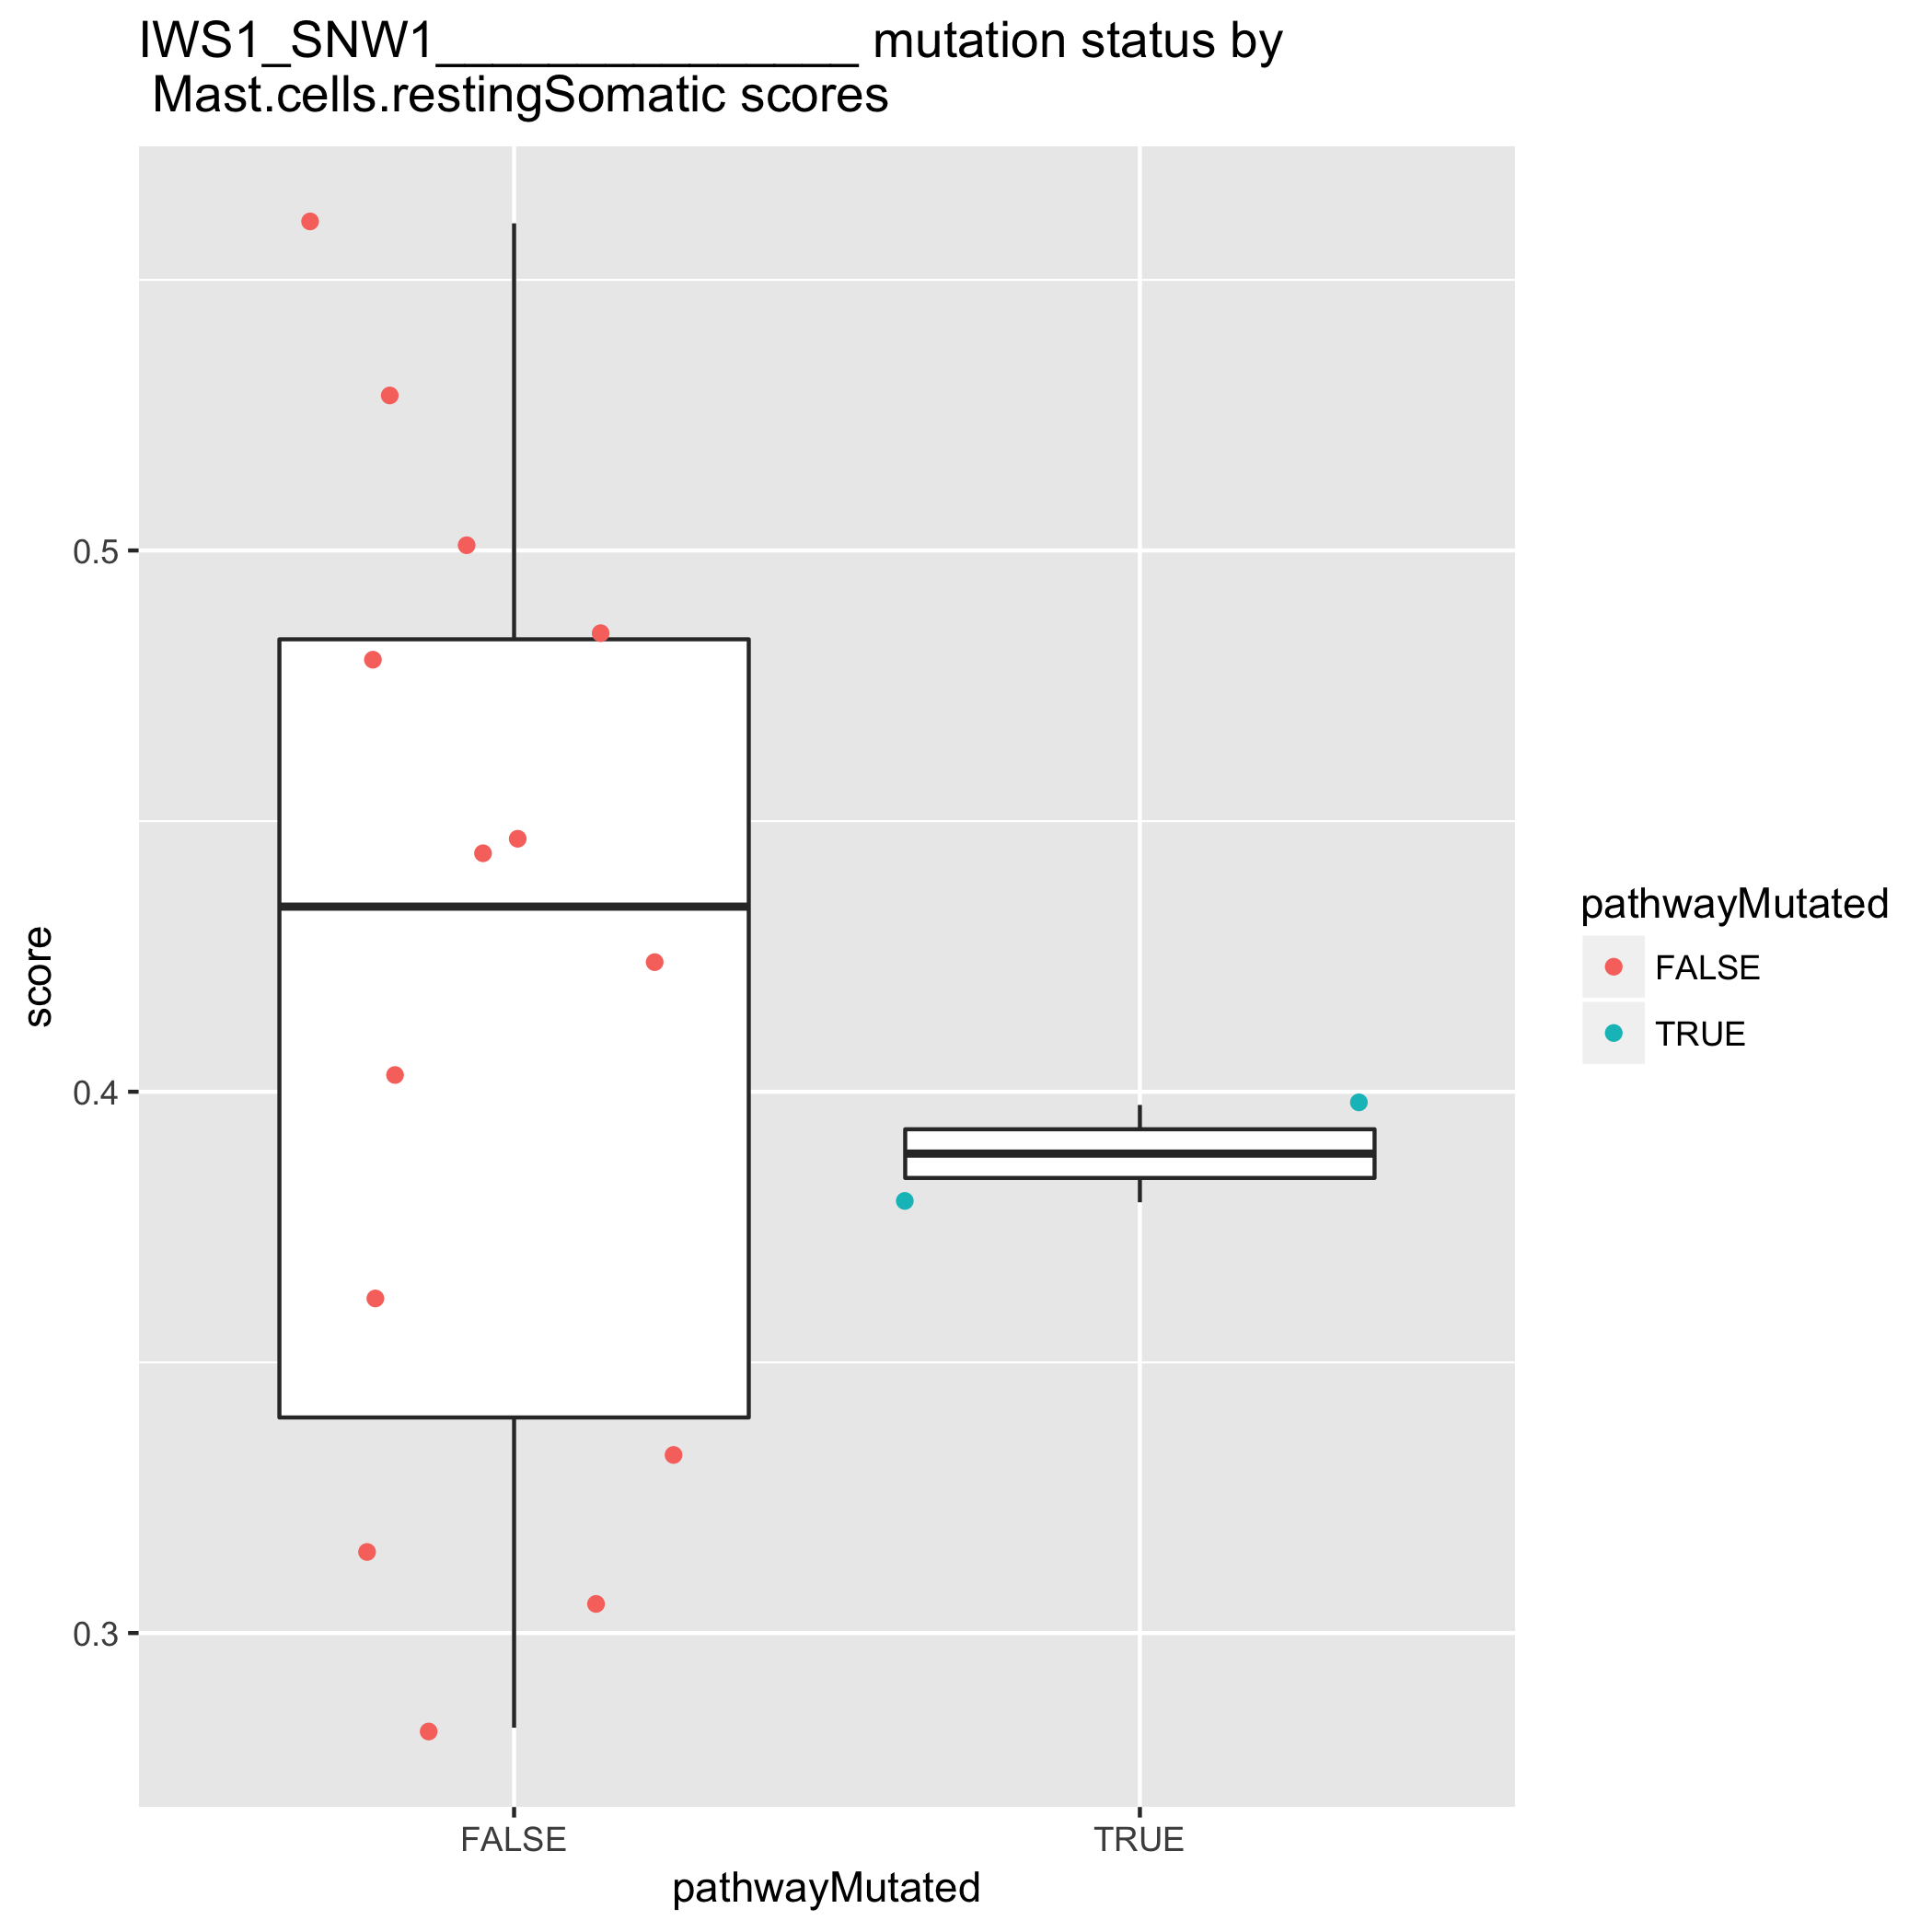 IWS1_SNW1_______________ mutation status by
Mast.cells.restingSomatic scores
score
0.5
0.4
0.3
FALSE
TRUE
pathwayMutated
pathwayMutated
FALSE
TRUE